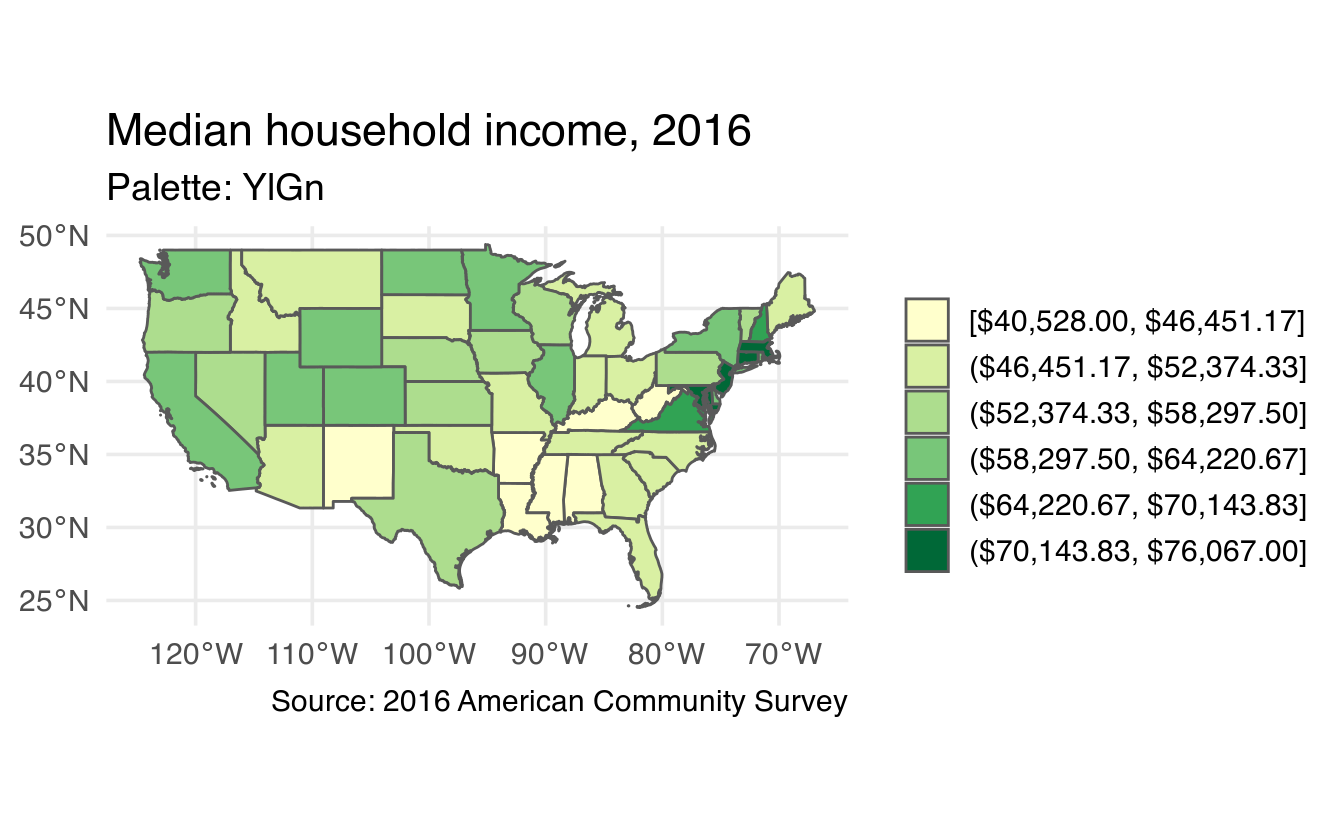 Median household income, 2016
Palette: YlGn
50°N
45°N
40°N
35°N
30°N
25°N
120°W 110°W 100°W 90°W 80°W 70°W
Source: 2016 American Community Survey
[$40,528.00, $46,451.17]
($46,451.17, $52,374.33]
($52,374.33, $58,297.50]
($58,297.50, $64,220.67]
($64,220.67, $70,143.83]
($70,143.83, $76,067.00]